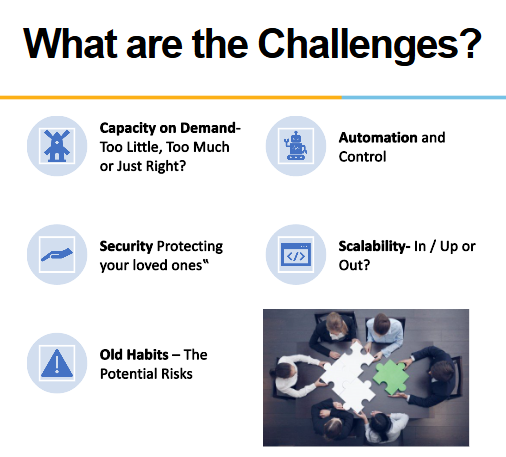 What are the Challenges?
Capacity on Demand-
Too Little, Too Much
or Just Right?
Automation and
Control
Security Protecting
your loved ones‟
Scalability- In / Up or
Out?
Old Habits – The
Potential Risks